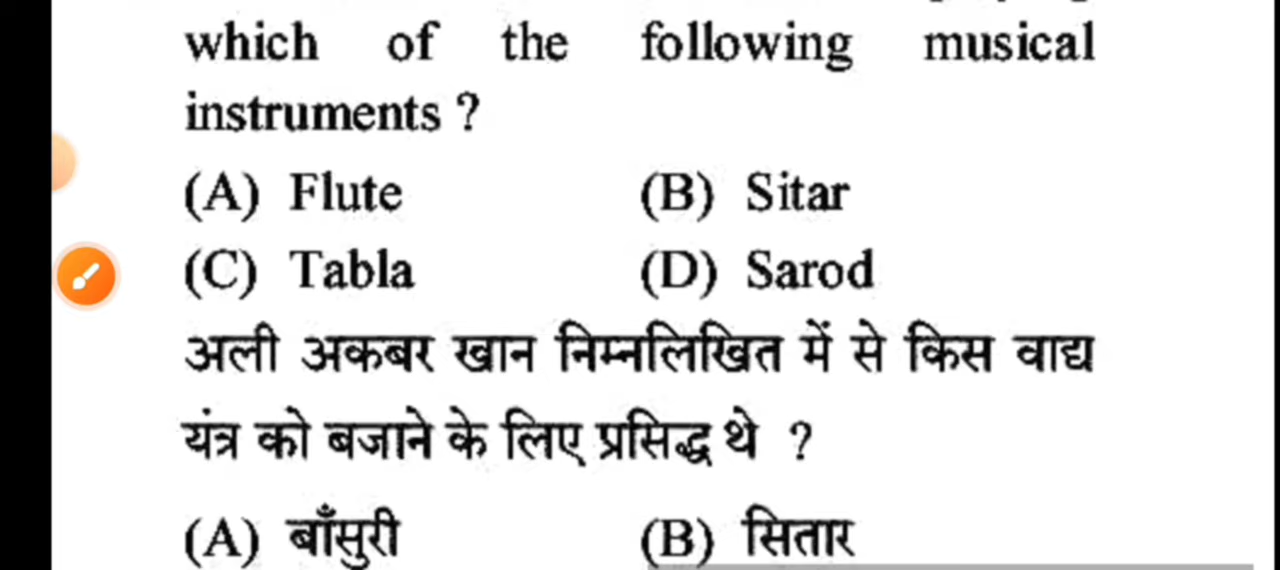 which of the following musical
instruments ?
(A) Flute (B) Sitar
(C) Tabla (D) Sarod
अली अकबर खान निम्नलिखित में से किस वाद्य
यंत्र को बजाने के लिए प्रसिद्ध थे ?
(A) बाँसुरी (B) सितार